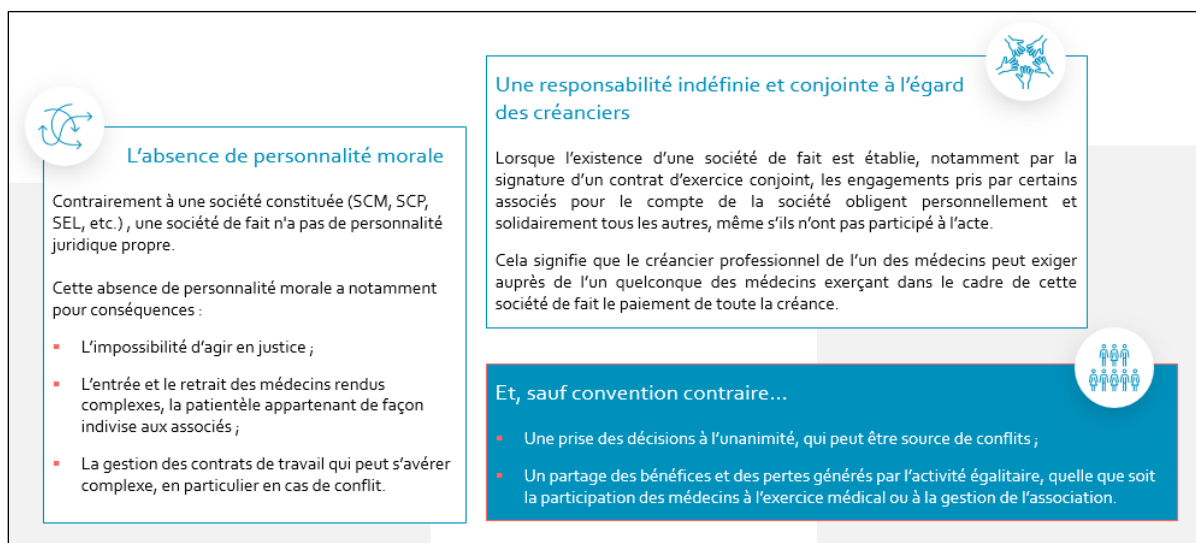 L'absence de personnalité morale
Contrairement à une société constituée (SCM, SCP,
SEL, etc.) , une société de fait n'a pas de personnalité
juridique propre.
Cette absence de personnalité morale a notamment
pour conséquences :
▪ L'impossibilité d'agir en justice ;
▪ L'entrée et le retrait des médecins rendus
complexes, la patientèle appartenant de façon
indivise aux associés ;
▪ La gestion des contrats de travail qui peut s'avérer
complexe, en particulier en cas de conflit.
Une responsabilité indéfinie et conjointe à l'égard
des créanciers
Lorsque l'existence d'une société de fait est établie, notamment par la
signature d'un contrat d'exercice conjoint, les engagements pris par certains
associés pour le compte de la société obligent personnellement et
solidairement tous les autres, même s'ils n'ont pas participé à l'acte.
Cela signifie que le créancier professionnel de l'un des médecins peut exiger
auprès de l'un quelconque des médecins exerçant dans le cadre de cette
société de fait le paiement de toute la créance.
Et, sauf convention contraire...
▪ Une prise des décisions à l'unanimité, qui peut être source de conflits ;
▪ Un partage des bénéfices et des pertes générés par l'activité égalitaire, quelle que soit
la participation des médecins à l'exercice médical ou à la gestion de l'association.